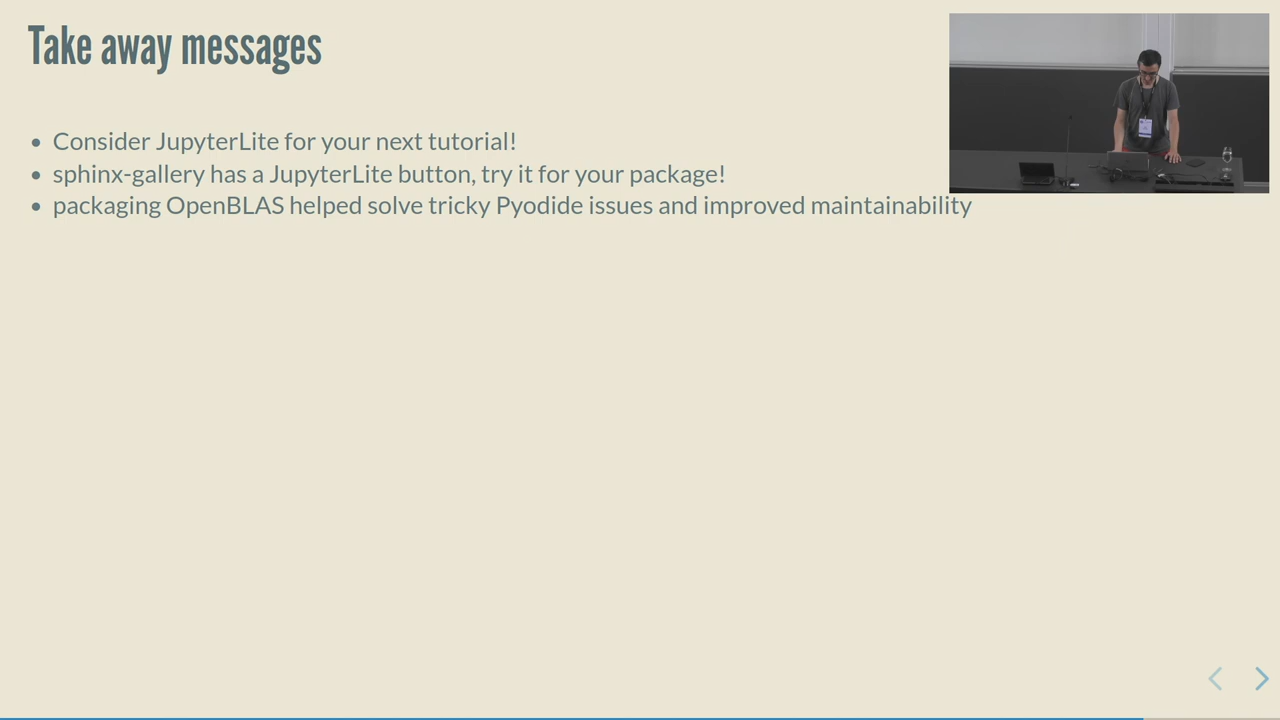 Take away messages
Consider JupyterLite for your next tutorial!
sphinx-gallery has a JupyterLite button, try it for your package!
packaging OpenBLAS helped solve tricky Pyodide issues and improved maintainability